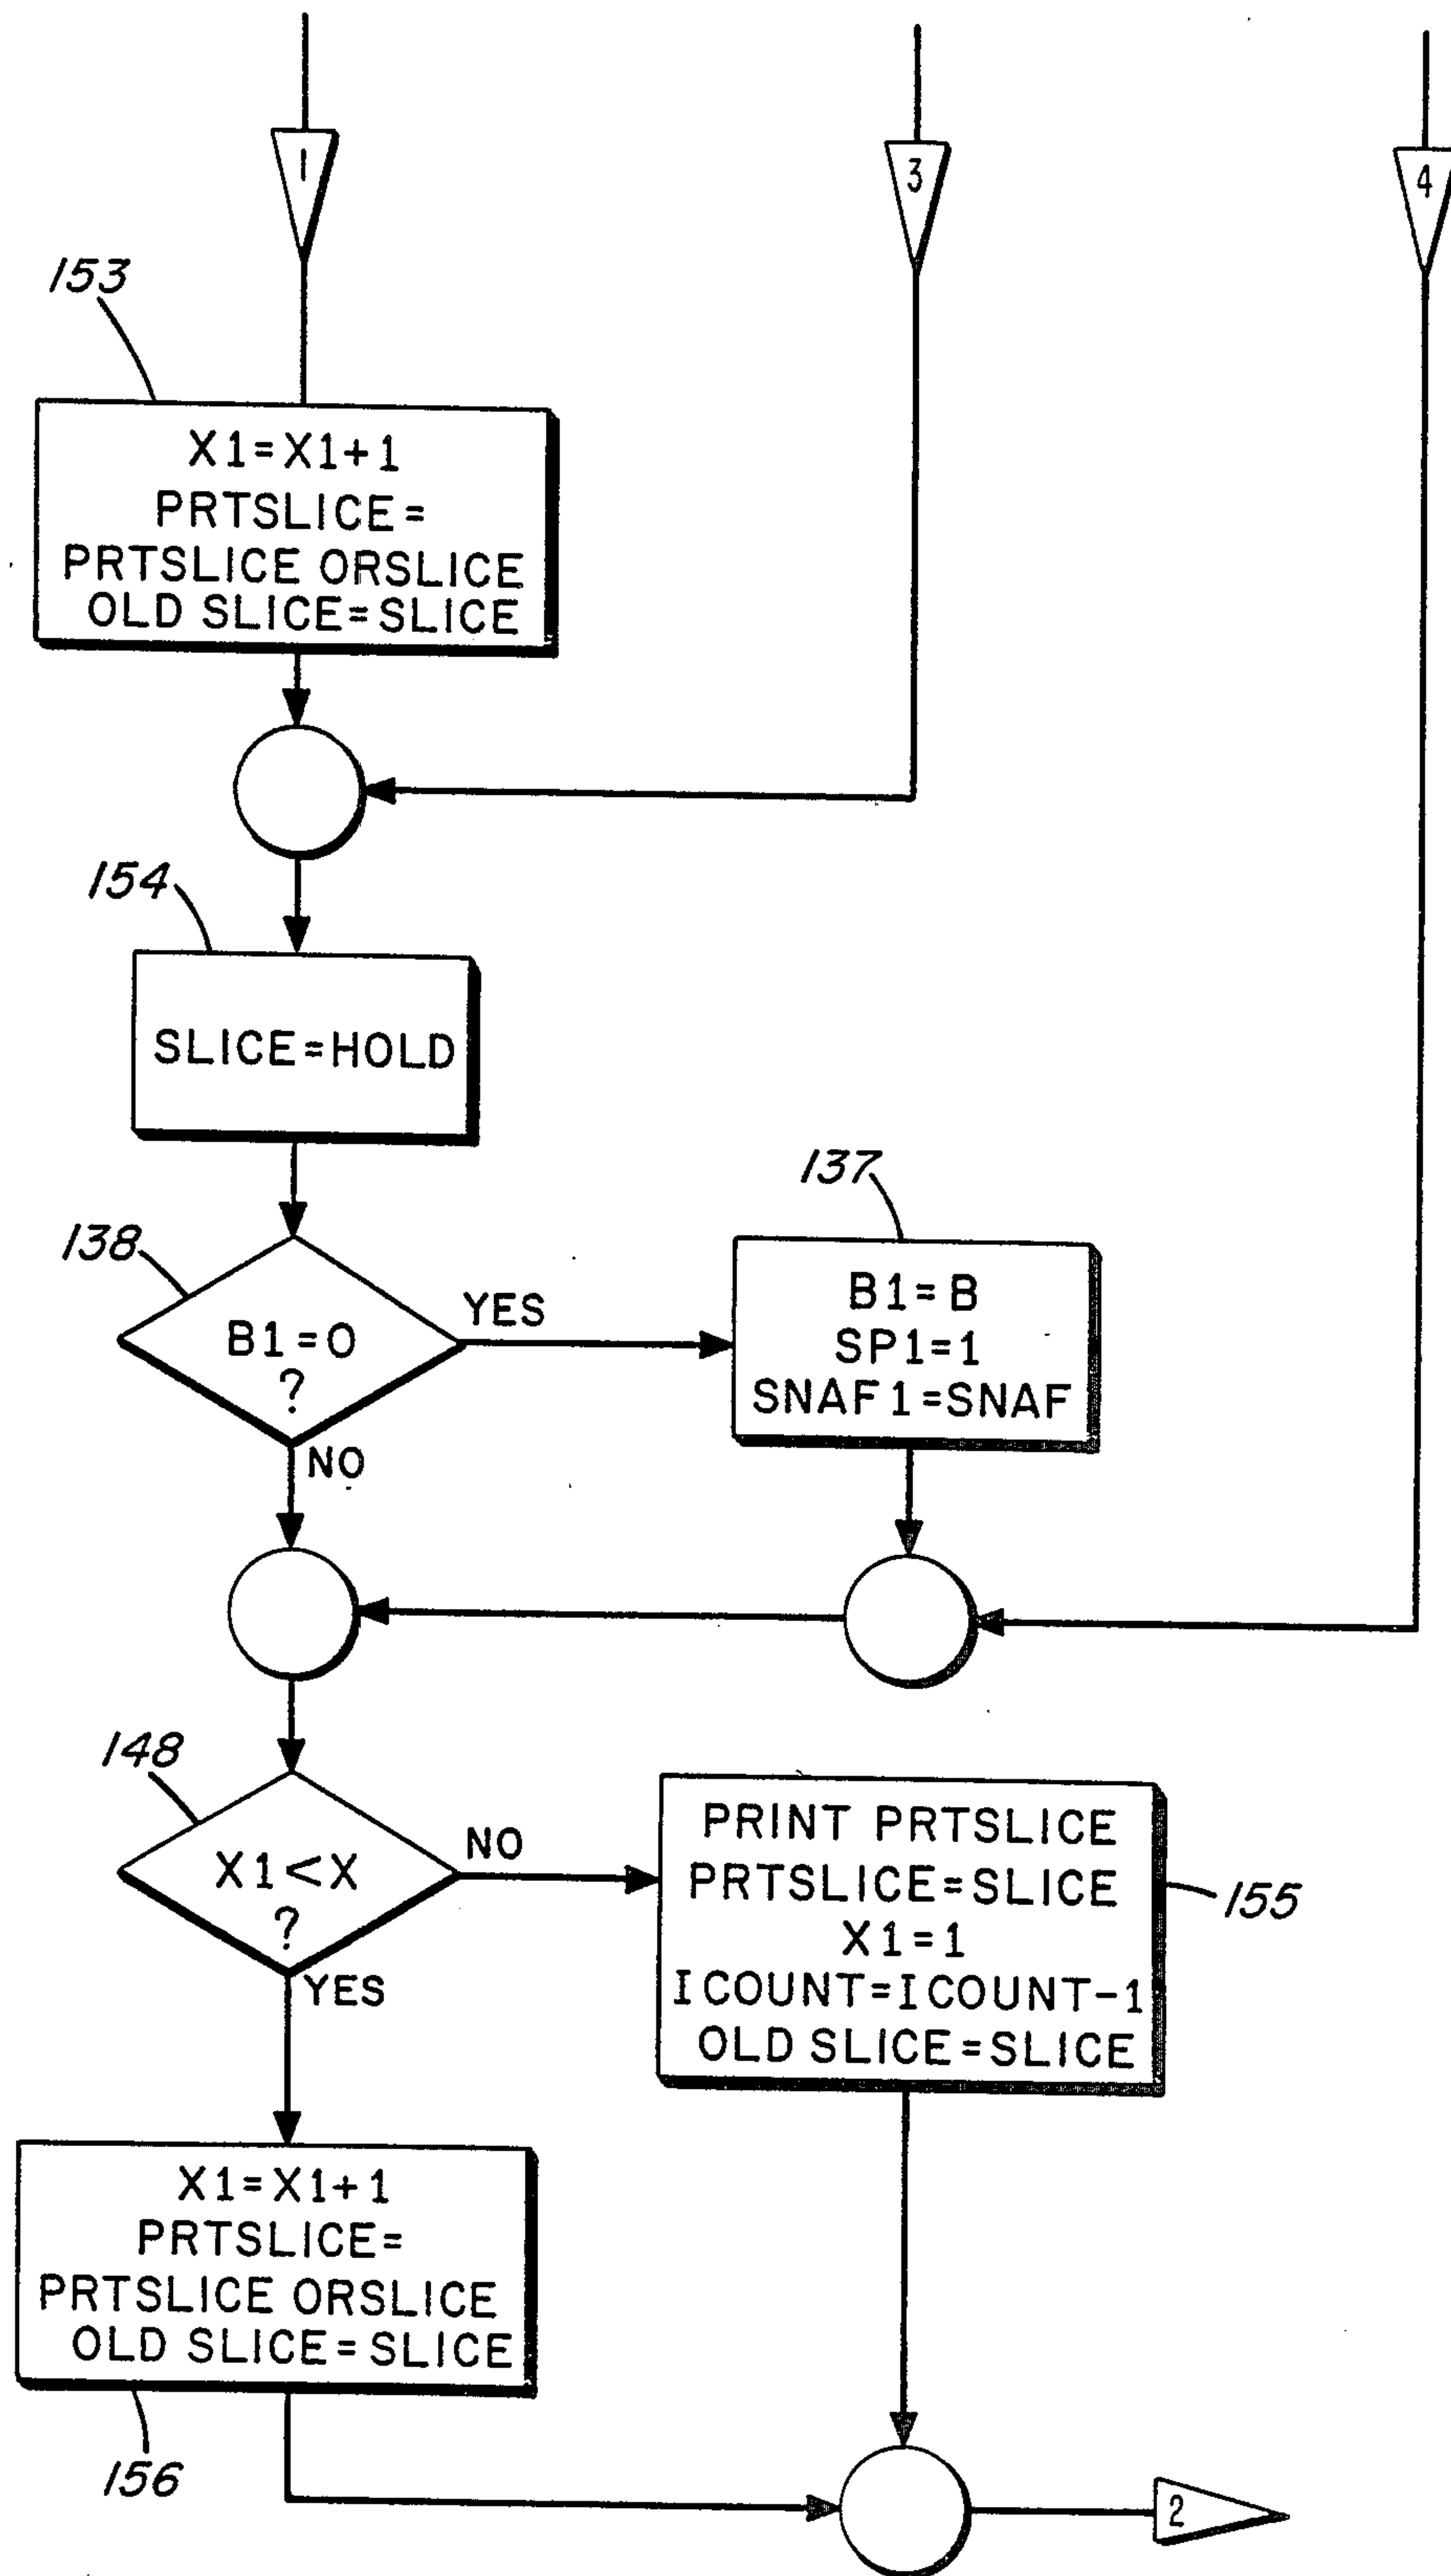 1
3
4
153
X1=X1+1
PRTSLICE=
PRTSLICE ORSLICE
OLD SLICE=SLICE
154
SLICE=HOLD
138
B1=0
?
YES
NO
137
B1=B
SP1=1
SNAF1=SNAF
148
X1<X
?
NO
YES
PRINT PRTSLICE
PRTSLICE=SLICE
X1=1
ICOUNT=ICOUNT-1
OLD SLICE=SLICE
155
X1=X1+1
PRTSLICE=
PRTSLICE ORSLICE
OLD SLICE=SLICE
156
2